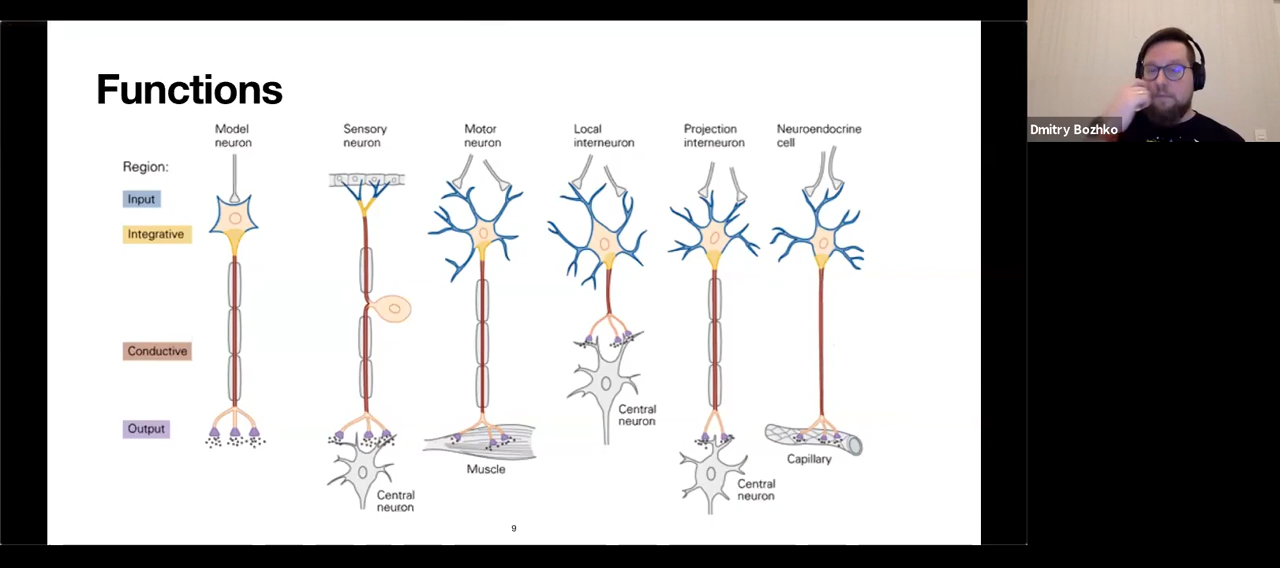 Functions
Model
neuron
Sensory
neuron
Motor
neuron
Local
interneuron
Projection
interneuron
Neuroendocrine
cell
Region:
Input
Integrative
Conductive
Output
Central
neuron
Muscle
Central
neuron
Central
neuron
Capillary
9
Dmitry Bozhko